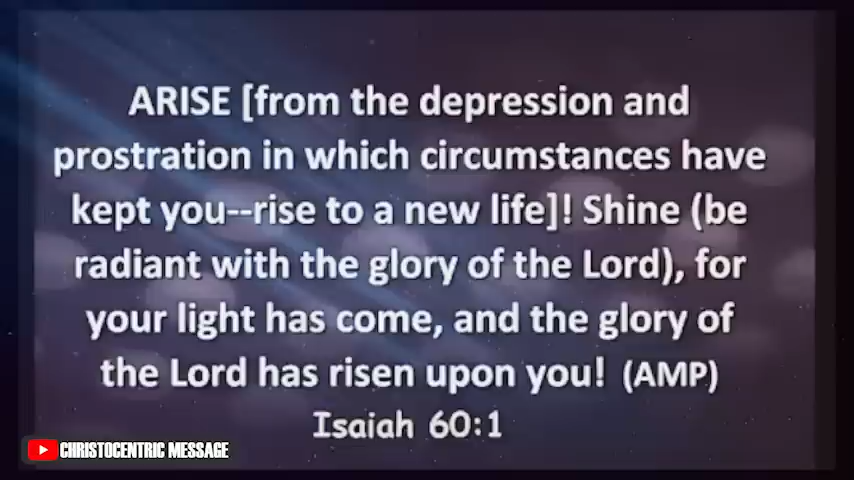 ARISE [from the depression and
prostration in which circumstances have
kept you--rise to a new life]! Shine (be
radiant with the glory of the Lord), for
your light has come, and the glory of
the Lord has risen upon you! (AMP)
Isaiah 60:1
CHRISTOCENTRIC MESSAGE